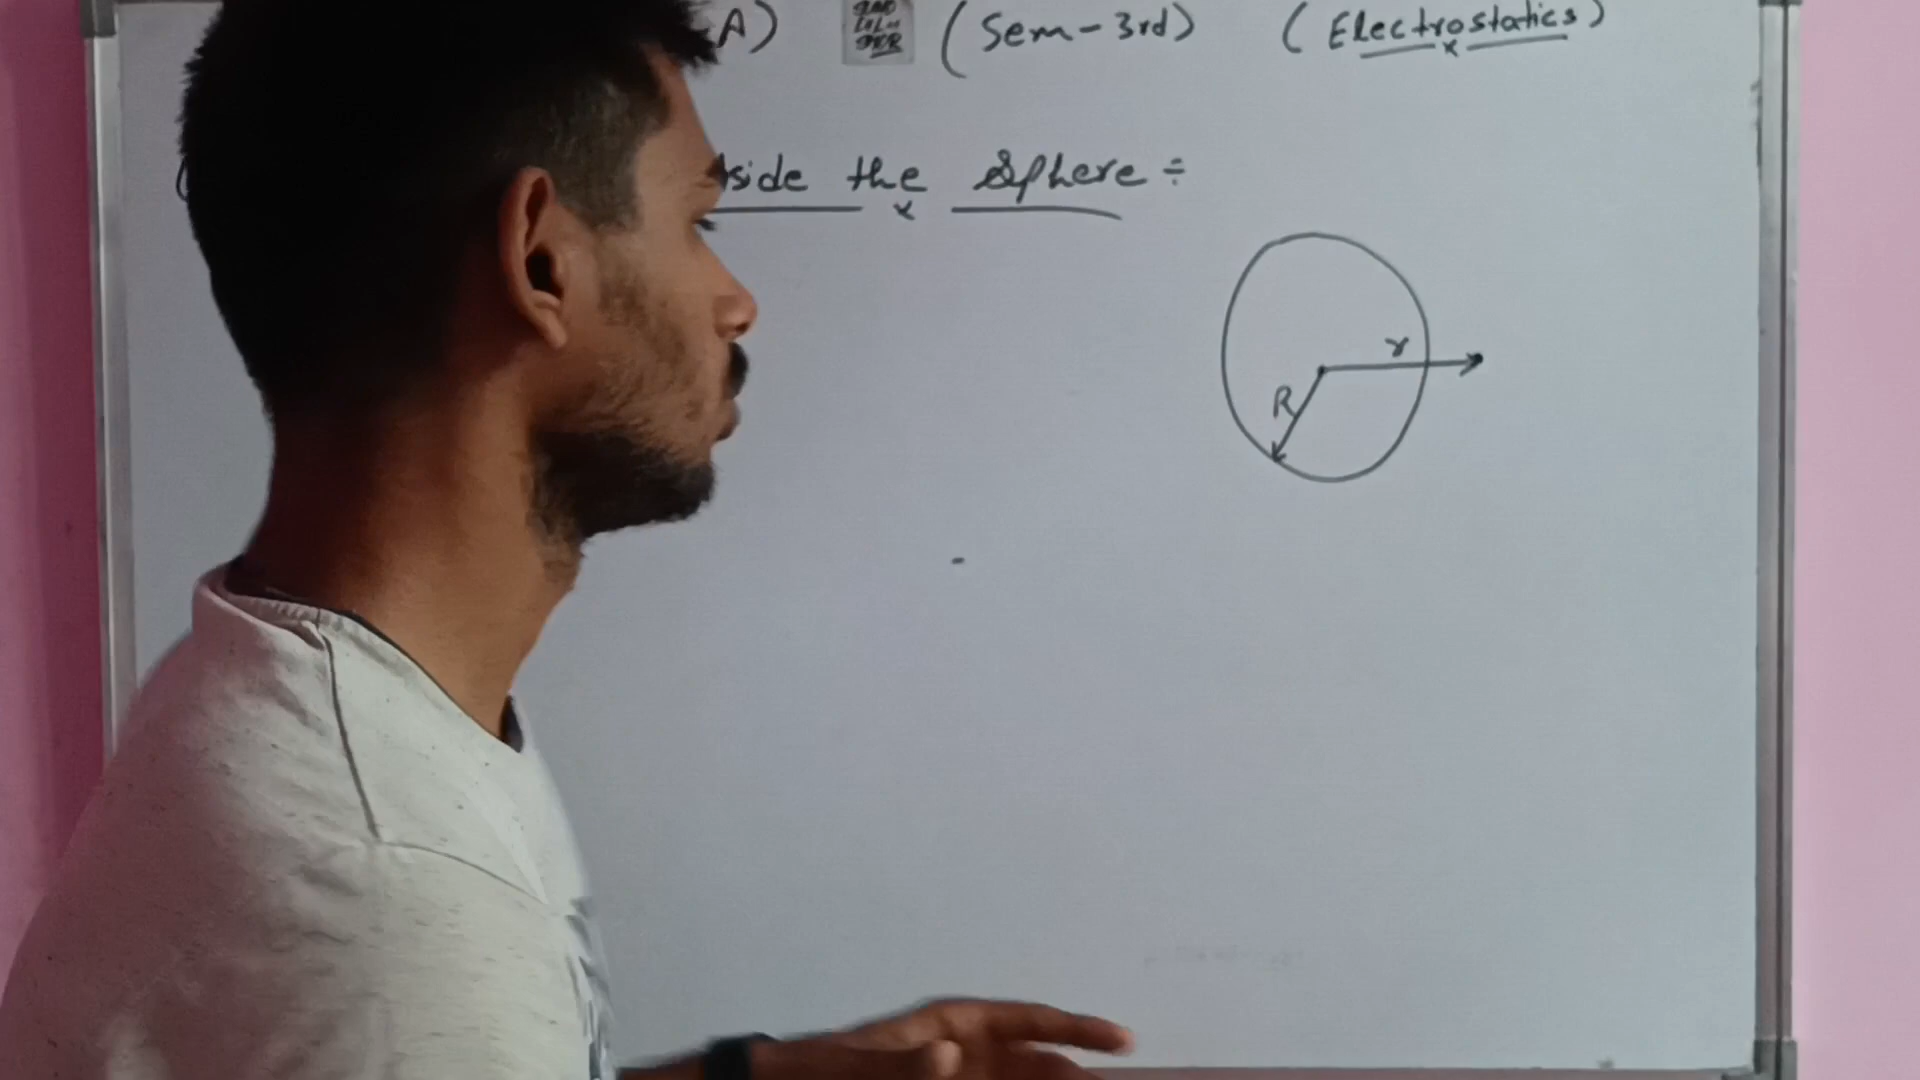 A) (Sem-3rd) (Electrostatics)
side the Sphere ÷
r
R